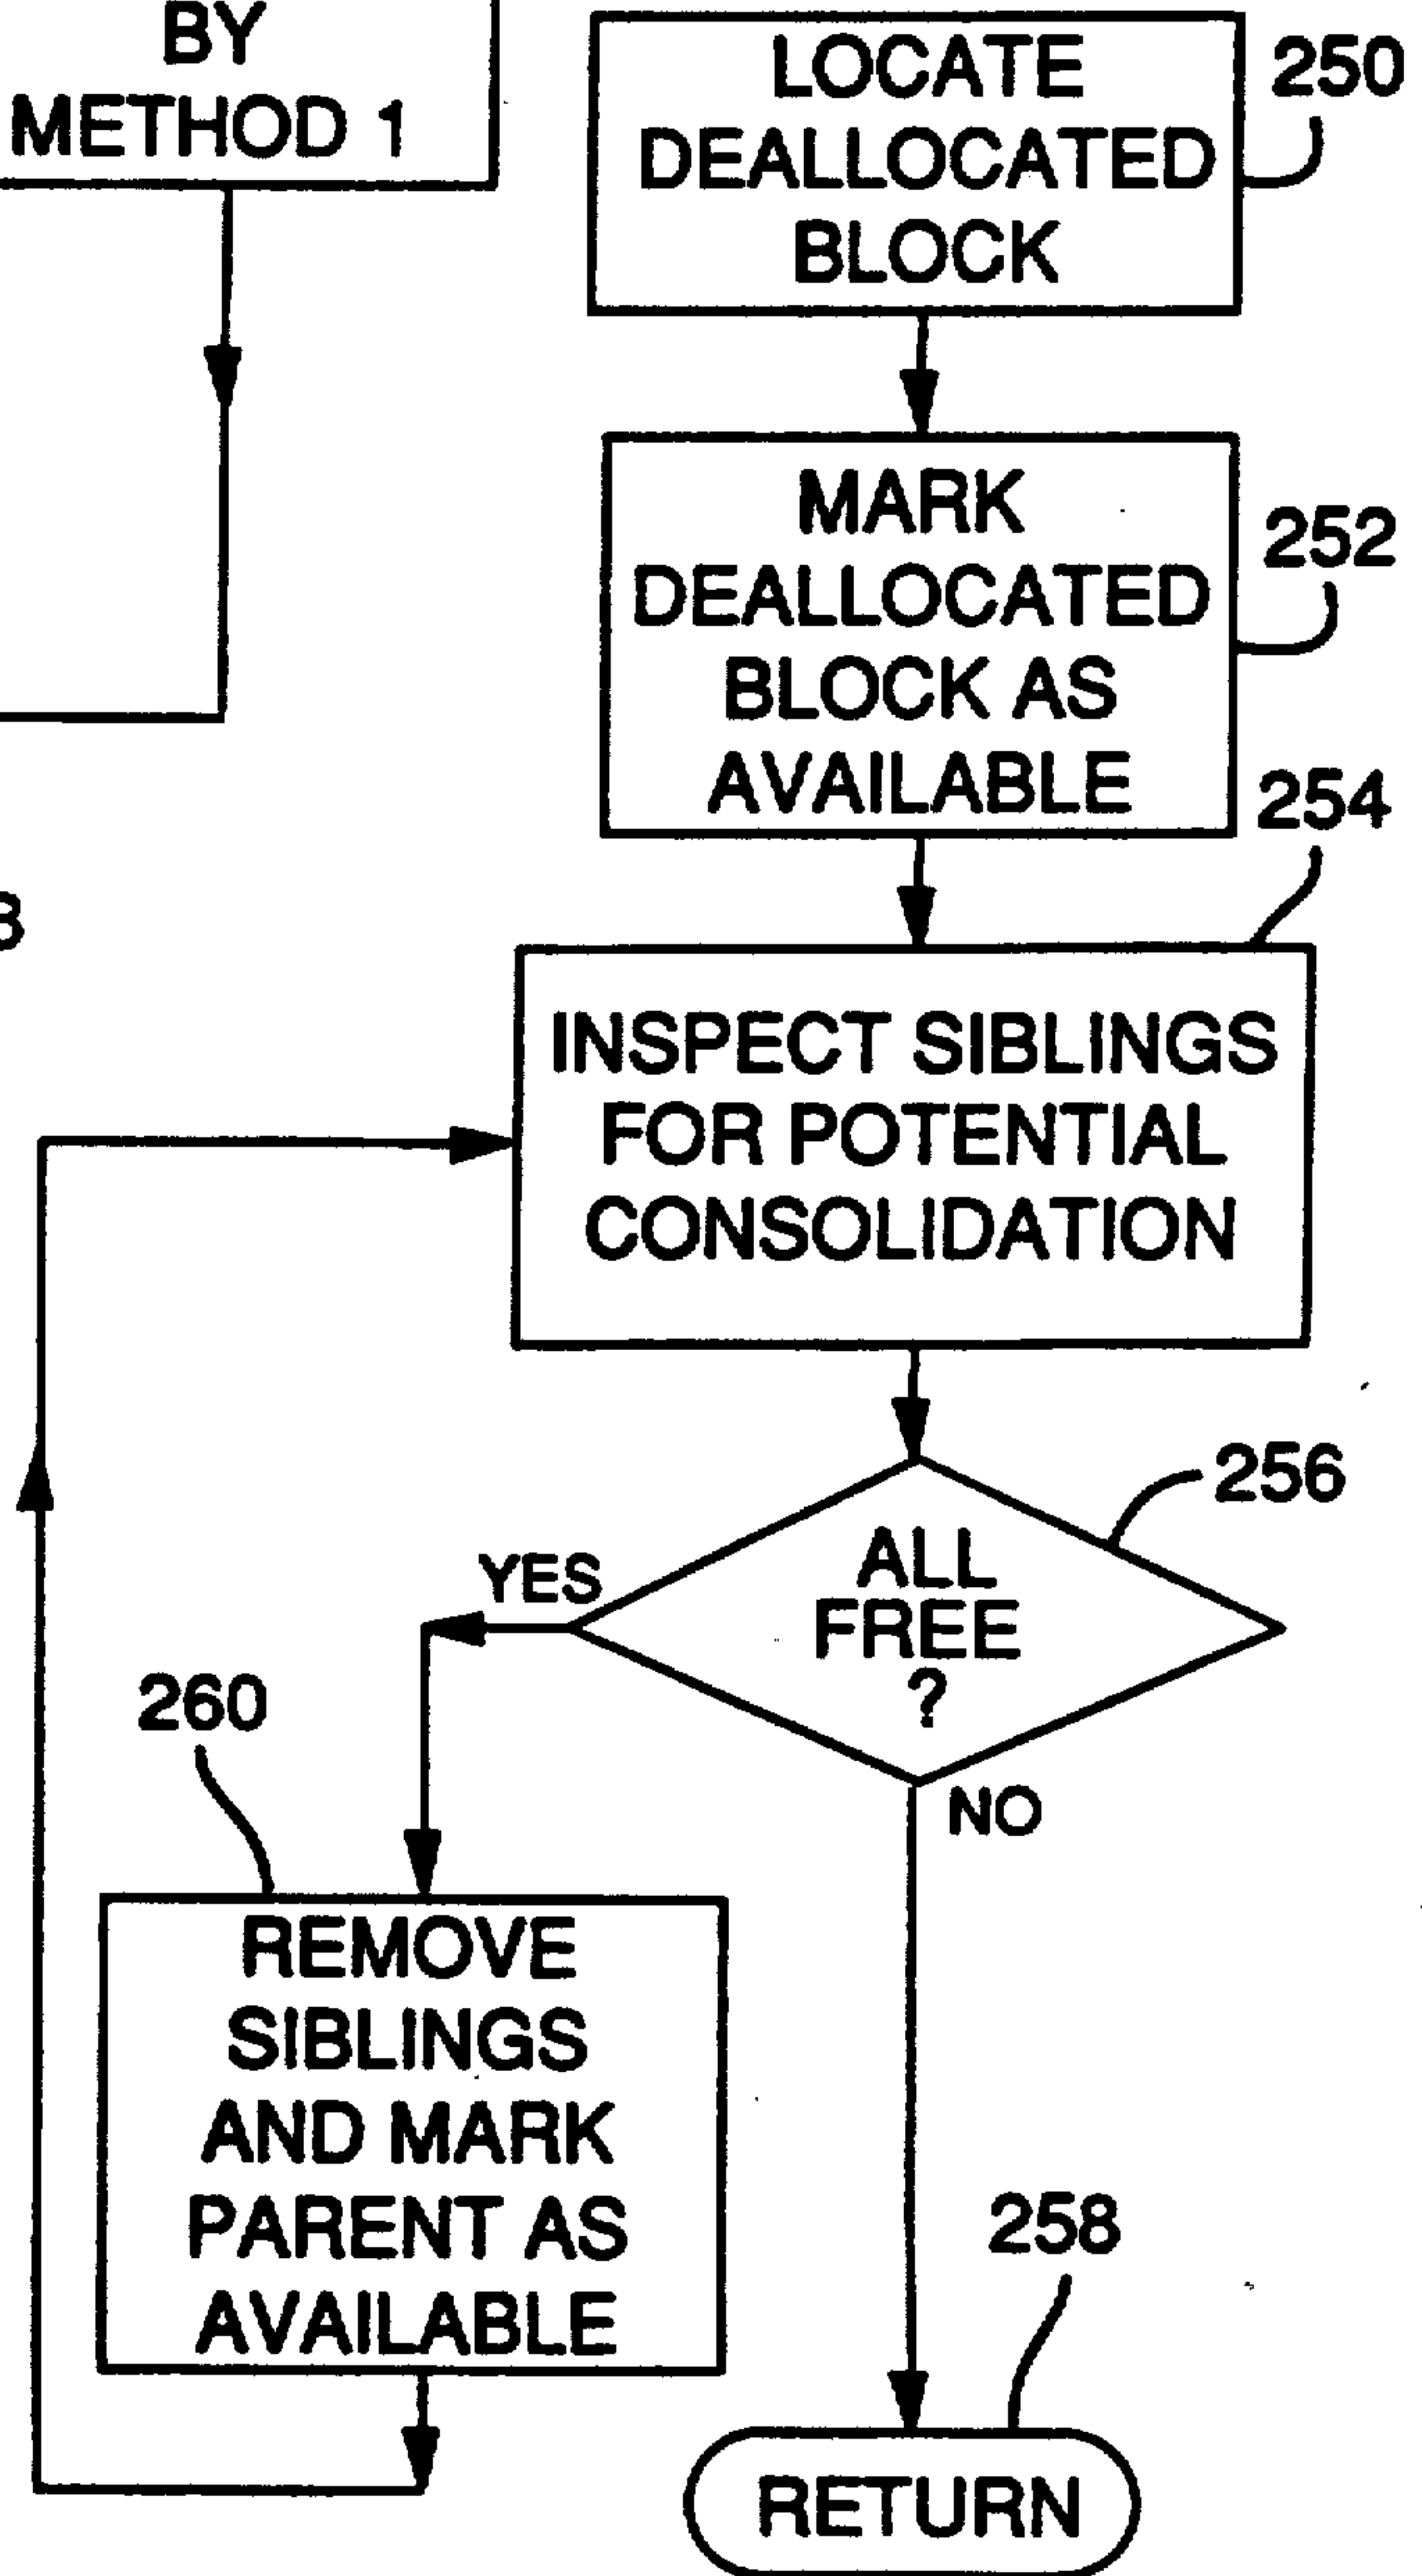 BY
METHOD 1
LOCATE
DEALLOCATED
BLOCK
250
MARK
DEALLOCATED
BLOCK AS
AVAILABLE
252
254
INSPECT SIBLINGS
FOR POTENTIAL
CONSOLIDATION
256
ALL
FREE
?
YES
NO
260
REMOVE
SIBLINGS
AND MARK
PARENT AS
AVAILABLE
258
RETURN